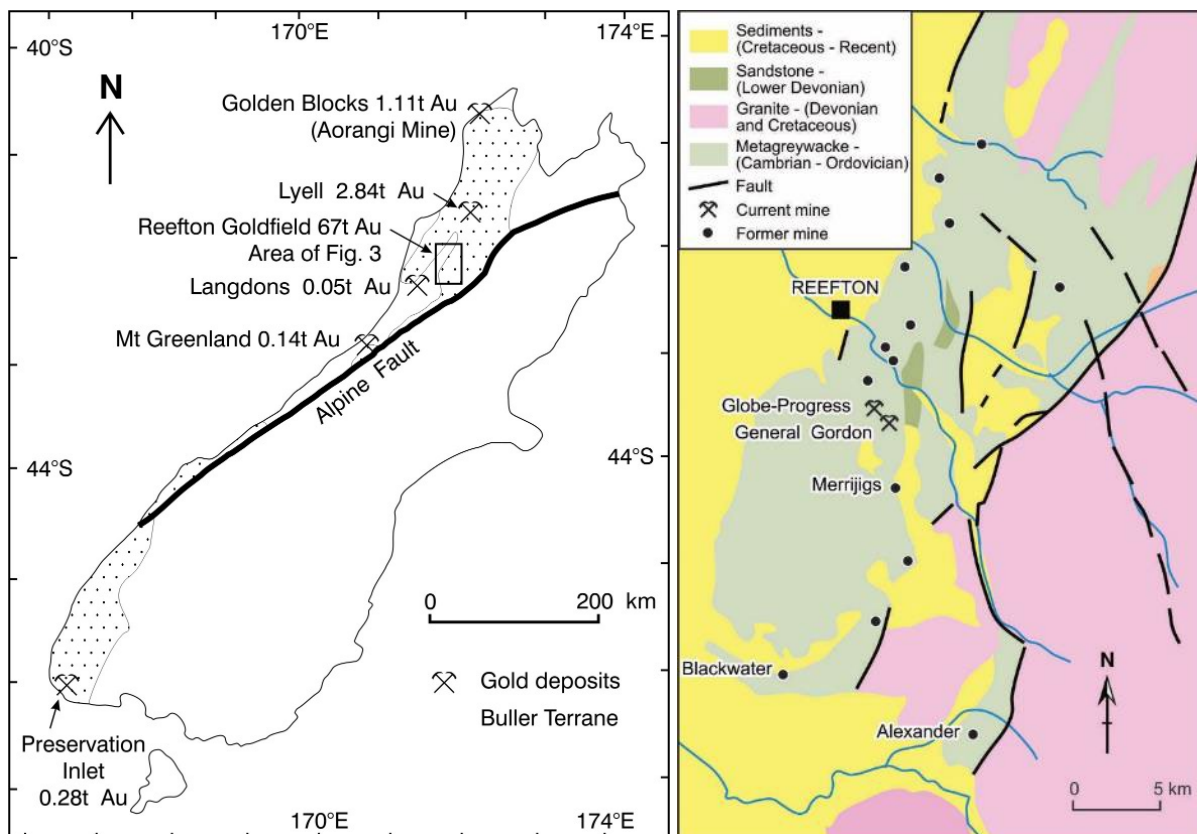 170°E
174°E
40°S
N
Golden Blocks 1.11t Au
(Aorangi Mine)
Lyell 2.84t Au
Reefton Goldfield 67t Au
Area of Fig. 3
Langdons 0.05t Au
Mt Greenland 0.14t Au
Alpine Fault
44°S
44°S
0 200 km
Gold deposits
Buller Terrane
Preservation
Inlet
0.28t Au
170°E
174°E
Sediments -
(Cretaceous - Recent)
Sandstone -
(Lower Devonian)
Granite - (Devonian
and Cretaceous)
Metagreywacke -
(Cambrian - Ordovician)
Fault
Current mine
Former mine
REEFTON
Globe-Progress
General Gordon
Merrijigs
Blackwater
Alexander
N
0 5 km